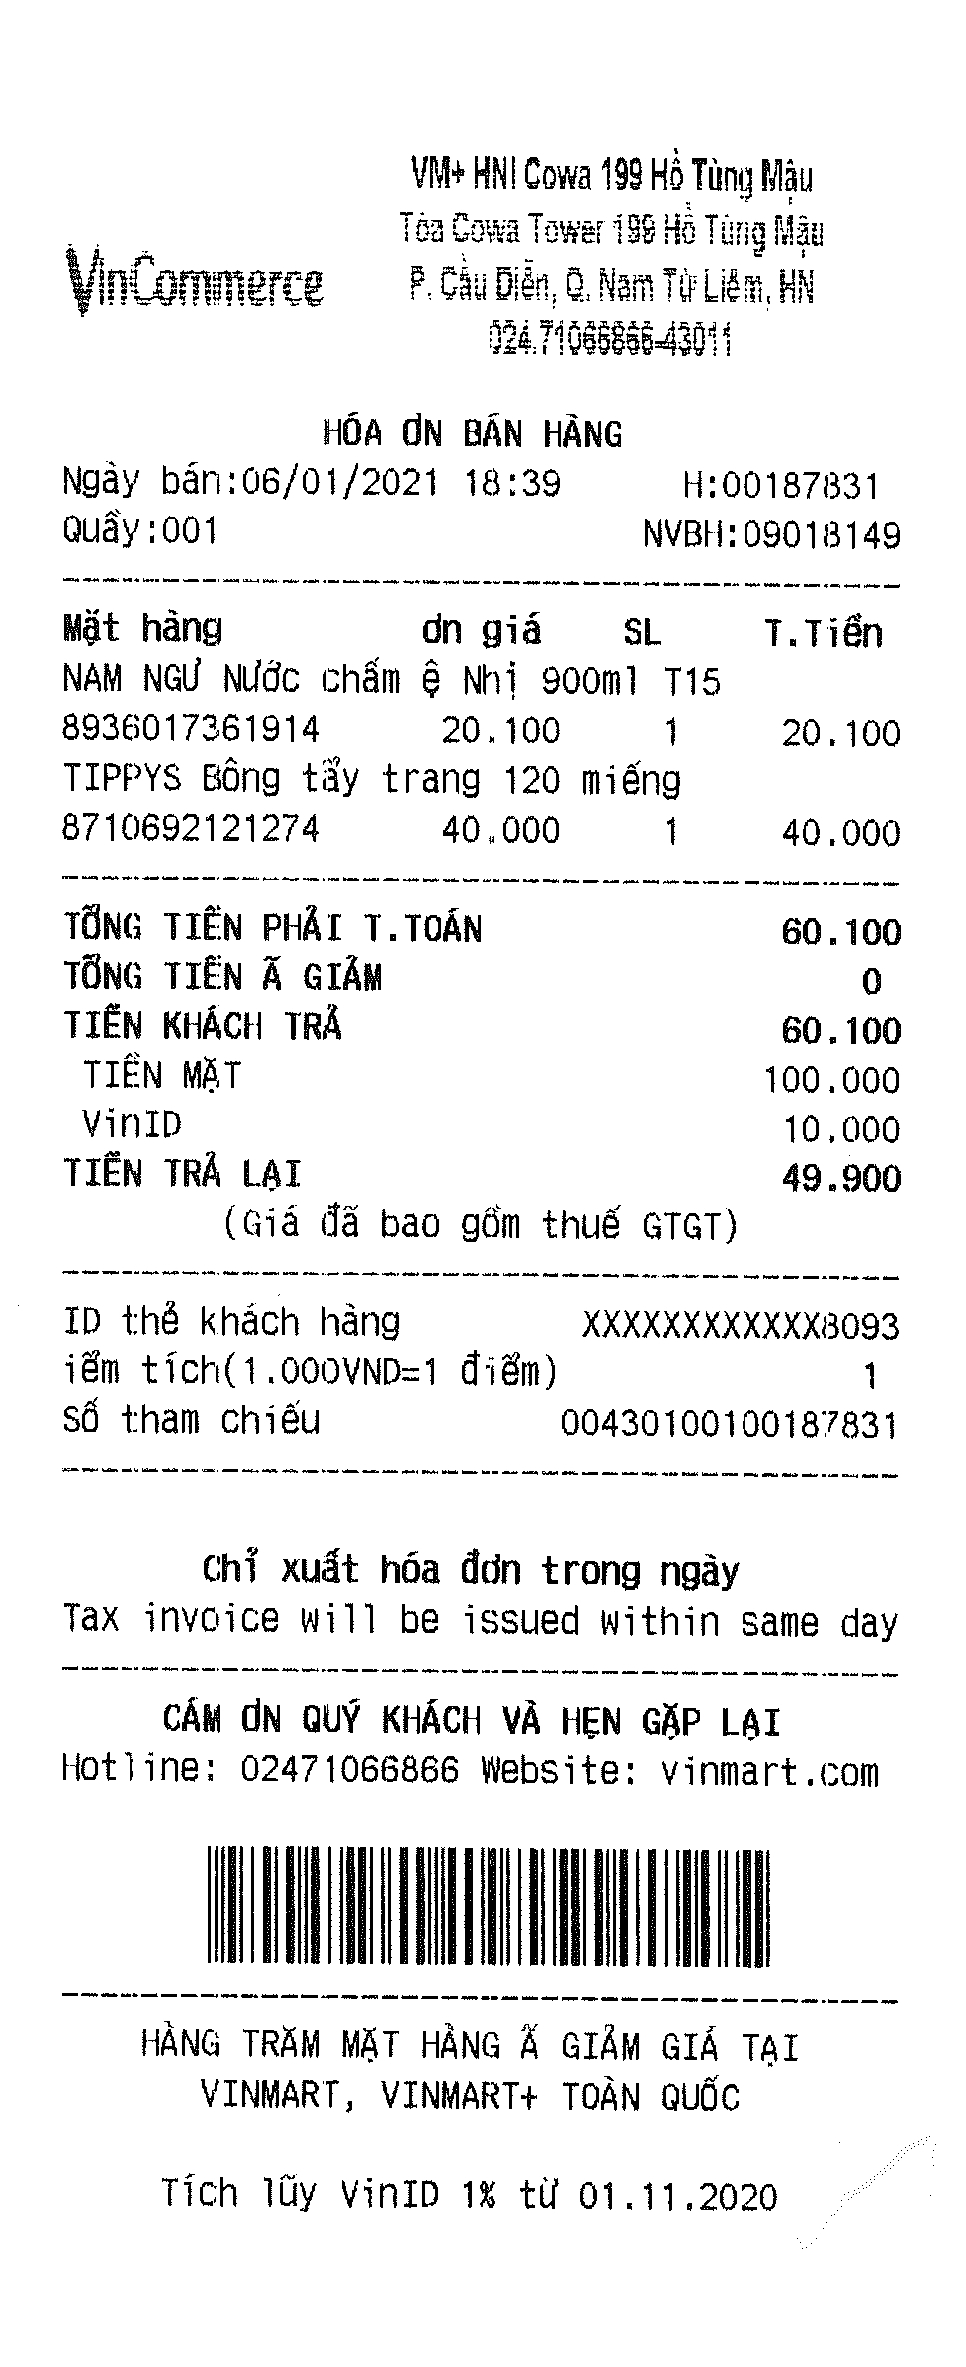 VM+ HNI Cowa 199 Hồ Tùng Mậu
Tòa Cowa Tower 199 Hồ Tùng Mậu
VinCommerce
P. Cầu Diễn, Q. Nam Từ Liêm, HN
024.71066866-43011
HÓA ƠN BÁN HÀNG
Ngày bán:06/01/2021 18:39 H:00187831
Quầy:001 NVBH:09018149
Mặt hàng ơn giá SL T.Tiền
NAM NGƯ Nước chấm ệ Nhị 900ml T15
8936017361914 20.100 1 20.100
TIPPYS Bông tẩy trang 120 miếng
8710692121274 40.000 1 40.000
TỔNG TIỀN PHẢI T.TOÁN 60.100
TỔNG TIỀN Ã GIẢM 0
TIỀN KHÁCH TRẢ 60.100
TIỀN MẶT 100.000
VinID 10.000
TIỀN TRẢ LẠI 49.900
(Giá đã bao gồm thuế GTGT)
ID thẻ khách hàng XXXXXXXXXXXX8093
iểm tích(1.000VND=1 điểm) 1
Số tham chiếu 00430100100187831
Chỉ xuất hóa đơn trong ngày
Tax invoice will be issued within same day
CẢM ƠN QUÝ KHÁCH VÀ HẸN GẶP LẠI
Hotline: 02471066866 Website: vinmart.com
HÀNG TRĂM MẶT HÀNG Ã GIẢM GIÁ TẠI
VINMART, VINMART+ TOÀN QUỐC
Tích lũy VinID 1% từ 01.11.2020